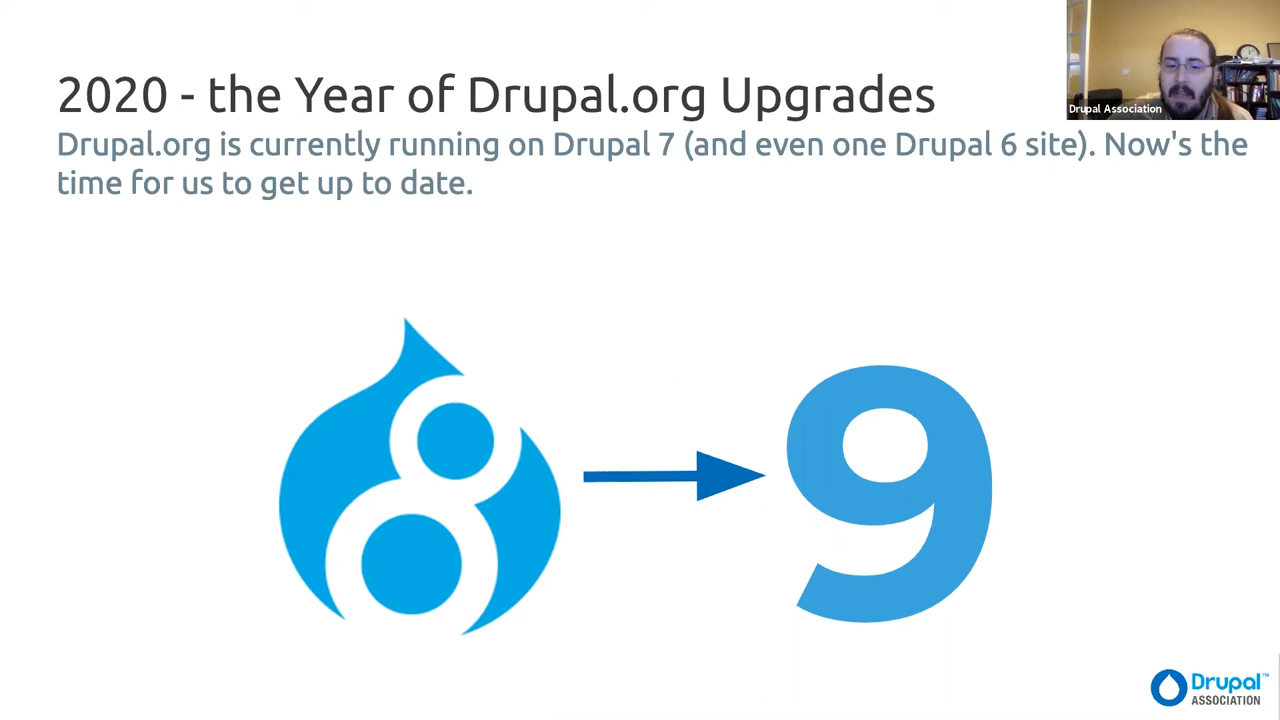 2020 - the Year of Drupal.org Upgrades
Drupal.org is currently running on Drupal 7 (and even one Drupal 6 site). Now's the
time for us to get up to date.
Drupal Association
8
9
Drupal™
ASSOCIATION